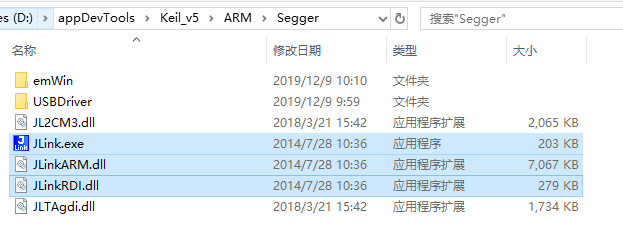 es (D:) > appDevTools > Keil_v5 > ARM > Segger 搜索"Segger"
名称 修改日期 类型 大小
emWin 2019/12/9 10:10 文件夹
USBDriver 2019/12/9 9:59 文件夹
JL2CM3.dll 2018/3/21 15:42 应用程序扩展 2,065 KB
JLink.exe 2014/7/28 10:36 应用程序 203 KB
JLinkARM.dll 2014/7/28 10:36 应用程序扩展 7,067 KB
JLinkRDI.dll 2014/7/28 10:36 应用程序扩展 279 KB
JLTAgdi.dll 2018/3/21 15:42 应用程序扩展 1,734 KB